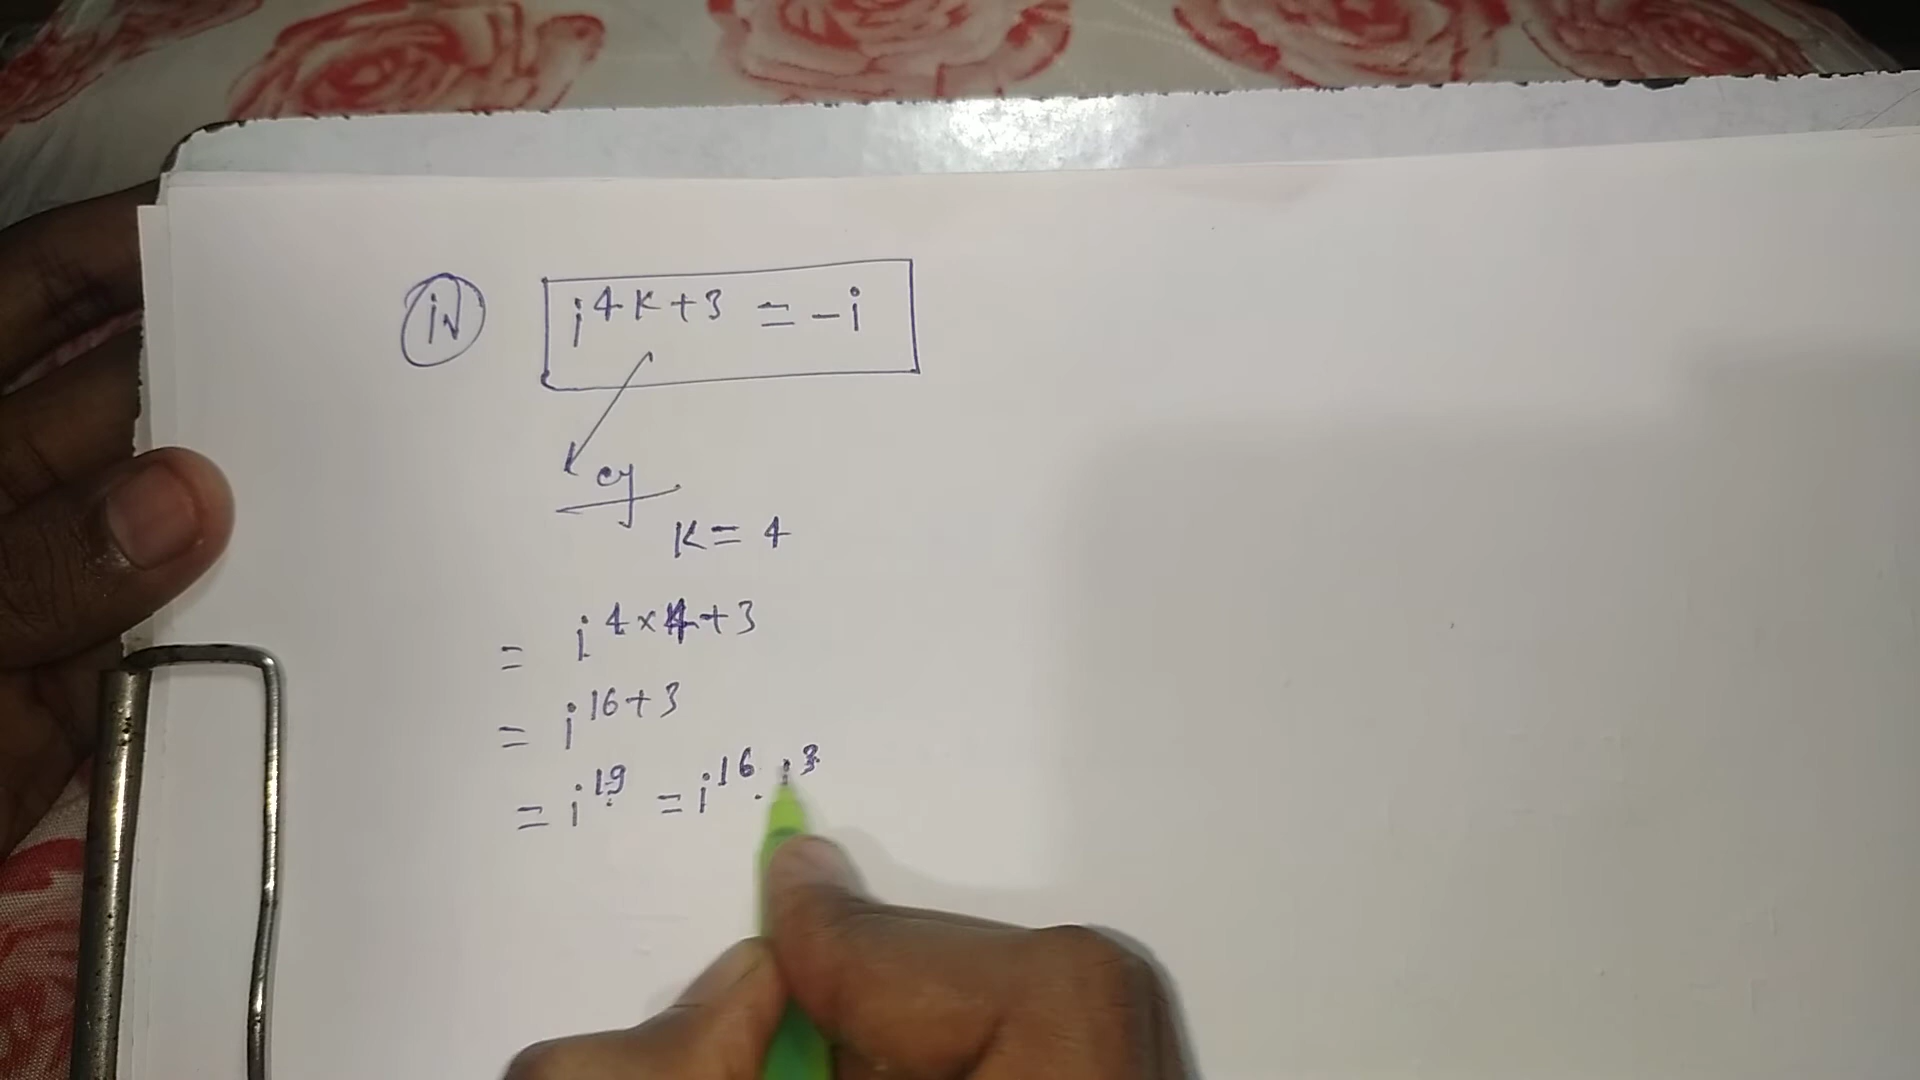 iv i^4k+3 = -i
eg
K = 4
= i^4×4+3
= i^16+3
= i^19 = i^16 . i^3